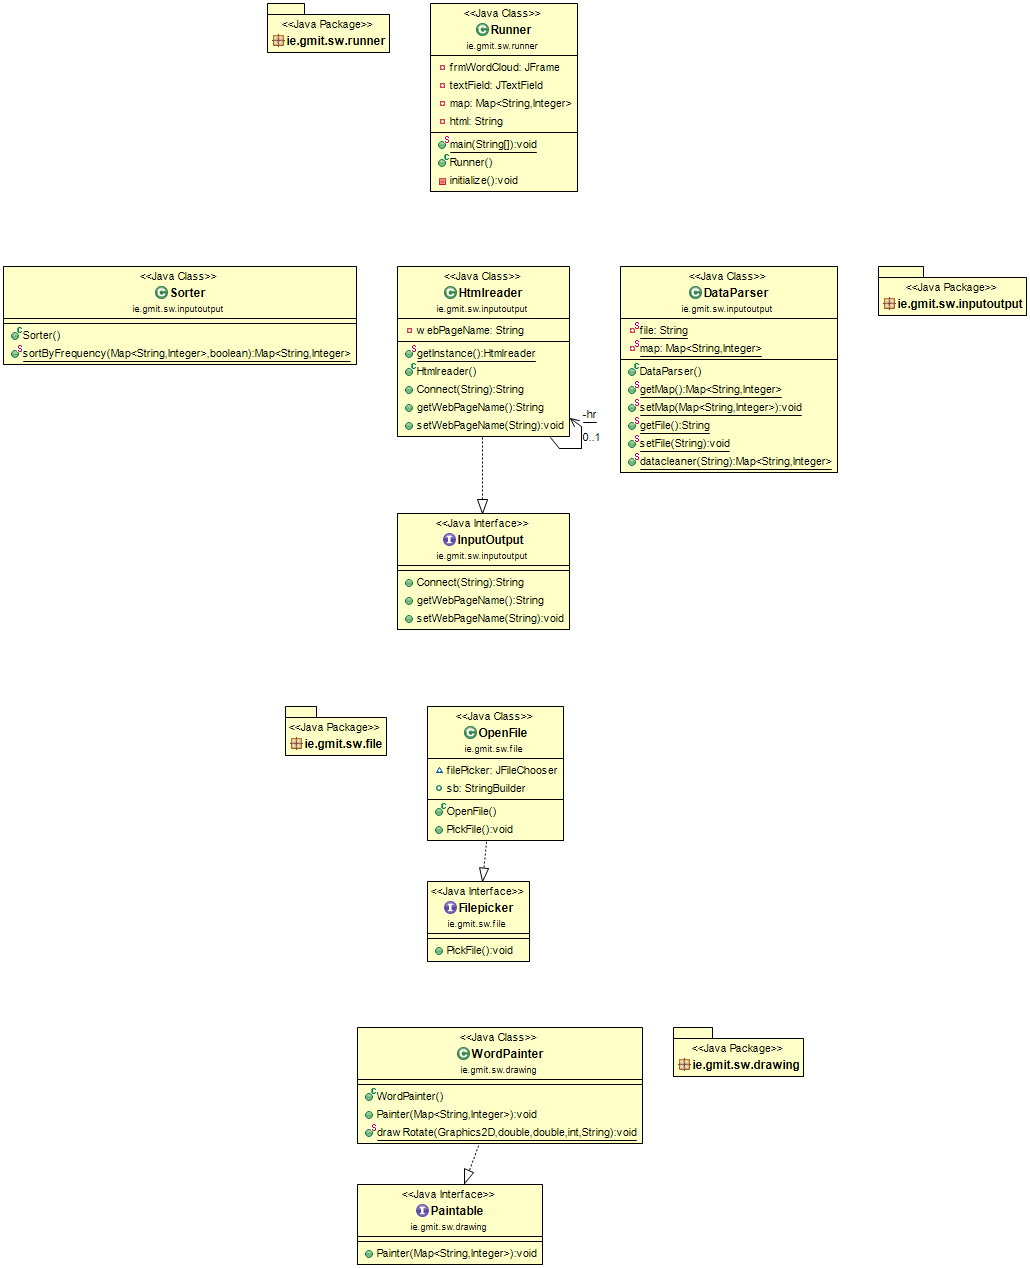 <<Java Package>>
ie.gmit.sw.runner
<<Java Class>>
Runner
ie.gmit.sw.runner
frmWordCloud: JFrame
textField: JTextField
map: Map<String,Integer>
html: String
main(String[]):void
Runner()
initialize():void
<<Java Class>>
Sorter
ie.gmit.sw.inputoutput
Sorter()
sortByFrequency(Map<String,Integer>,boolean):Map<String,Integer>
<<Java Class>>
HtmIreader
ie.gmit.sw.inputoutput
webPageName: String
getInstance():HtmIreader
HtmIreader()
Connect(String):String
getWebPageName():String
setWebPageName(String):void
-hr
0..1
<<Java Class>>
DataParser
ie.gmit.sw.inputoutput
file: String
map: Map<String,Integer>
DataParser()
getMap():Map<String,Integer>
setMap(Map<String,Integer>):void
getFile():String
setFile(String):void
datacleaner(String):Map<String,Integer>
<<Java Package>>
ie.gmit.sw.inputoutput
<<Java Interface>>
InputOutput
ie.gmit.sw.inputoutput
Connect(String):String
getWebPageName():String
setWebPageName(String):void
<<Java Package>>
ie.gmit.sw.file
<<Java Class>>
OpenFile
ie.gmit.sw.file
filePicker: JFileChooser
sb: StringBuilder
OpenFile()
PickFile():void
<<Java Interface>>
Filepicker
ie.gmit.sw.file
PickFile():void
<<Java Class>>
WordPainter
ie.gmit.sw.drawing
WordPainter()
Painter(Map<String,Integer>):void
drawRotate(Graphics2D,double,double,int,String):void
<<Java Package>>
ie.gmit.sw.drawing
<<Java Interface>>
Paintable
ie.gmit.sw.drawing
Painter(Map<String,Integer>):void